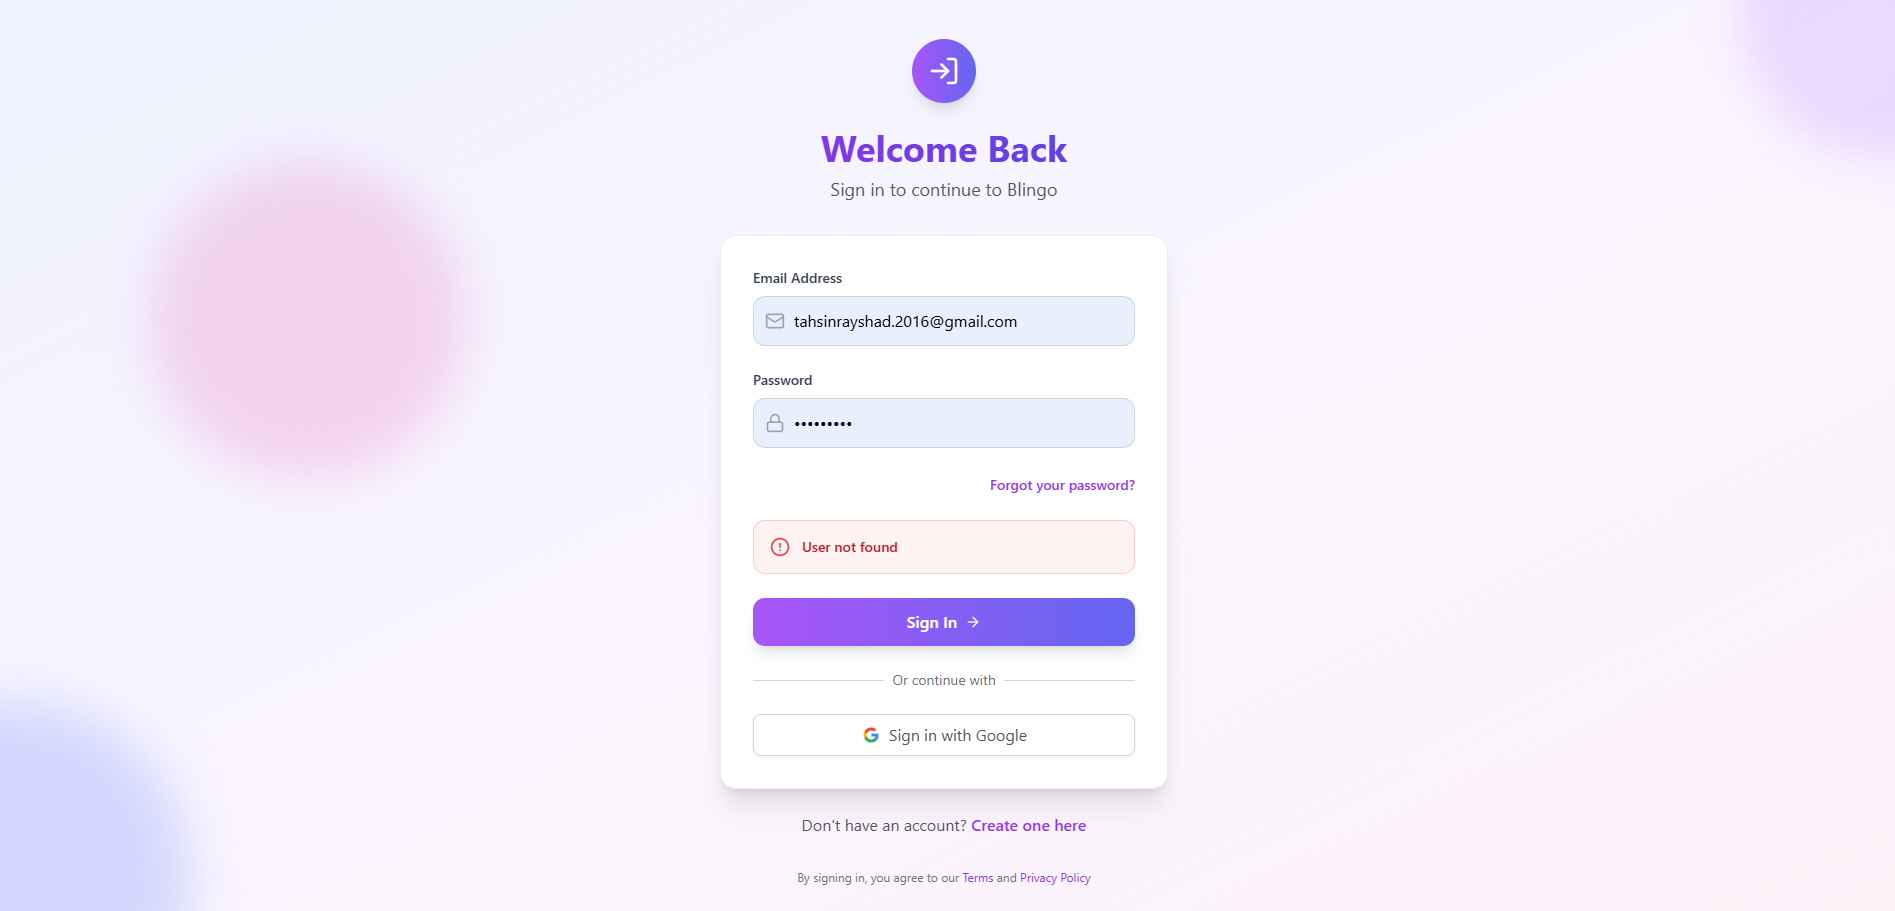 Welcome Back
Sign in to continue to Blingo
Email Address
tahsinrayshad.2016@gmail.com
Password
•••••••••
Forgot your password?
User not found
Sign In
Or continue with
Sign in with Google
Don't have an account? Create one here
By signing in, you agree to our Terms and Privacy Policy